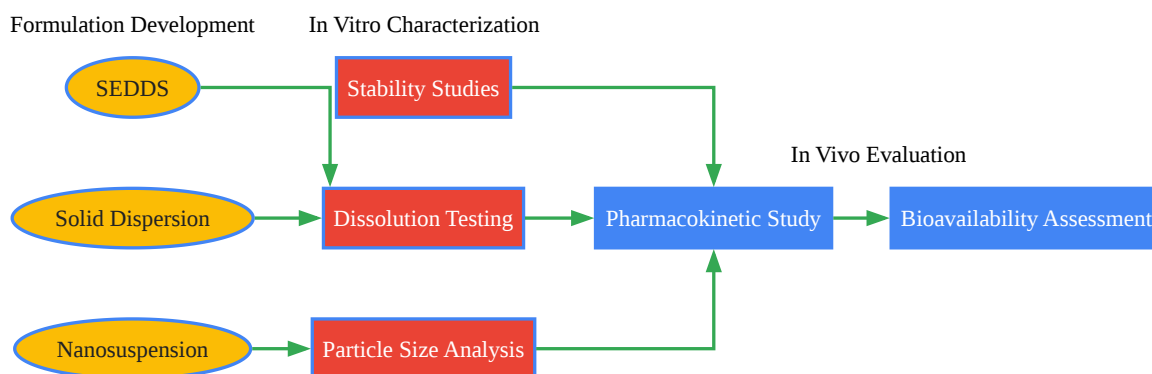 Formulation Development
In Vitro Characterization
SEDDS
Stability Studies
In Vivo Evaluation
Solid Dispersion
Dissolution Testing
Pharmacokinetic Study
Bioavailability Assessment
Nanosuspension
Particle Size Analysis